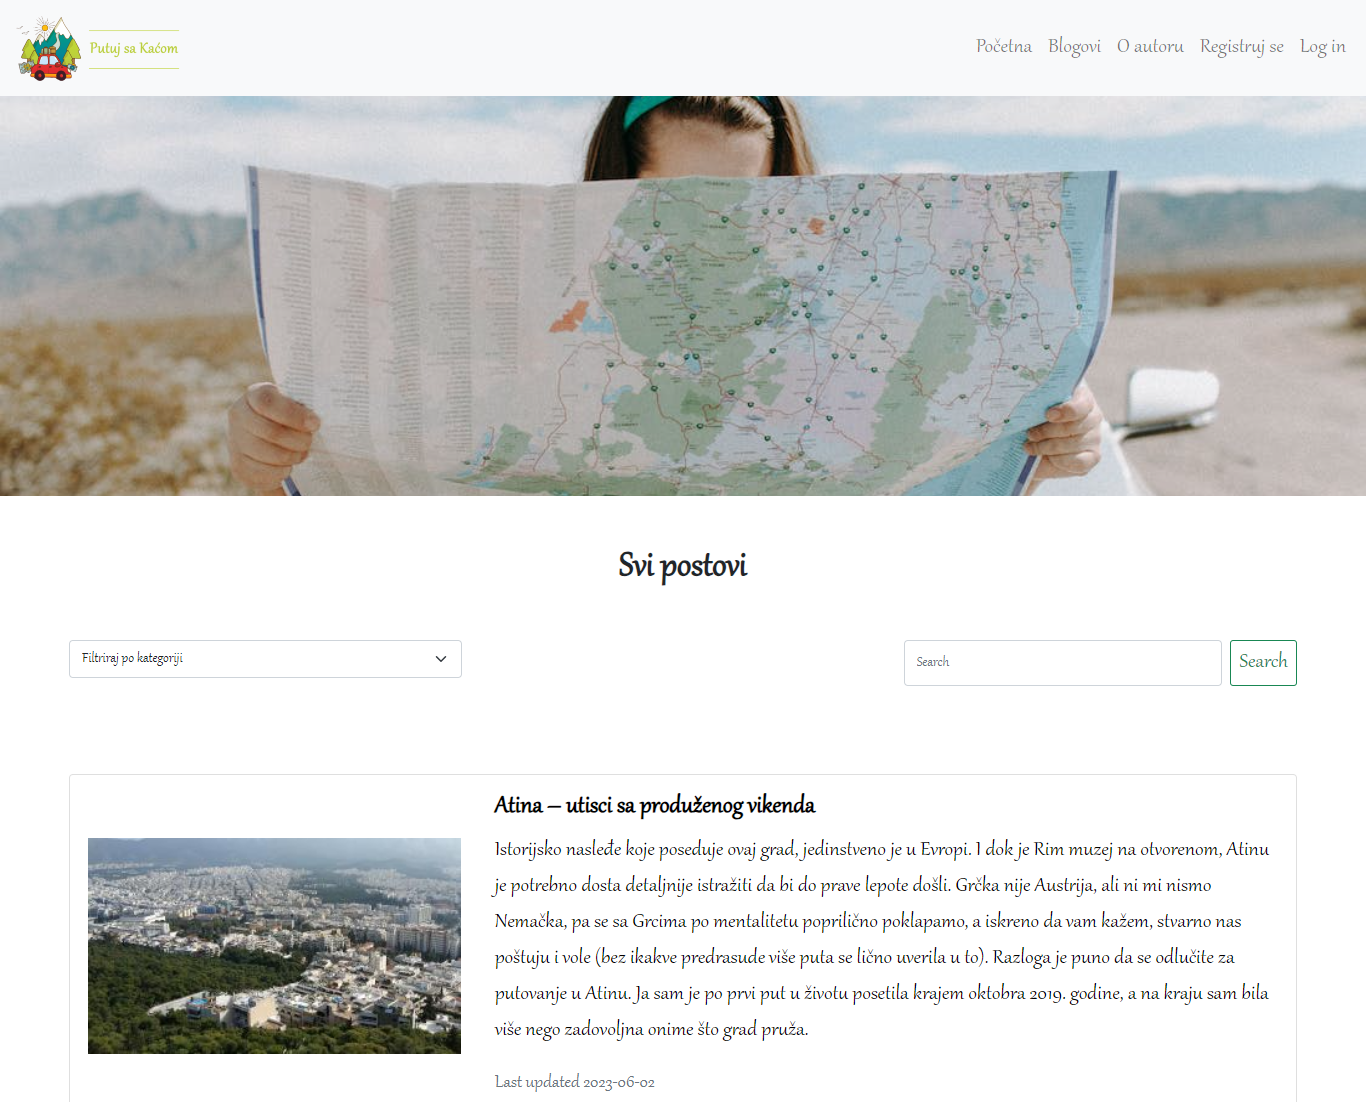 Putuj sa Kaćom
Početna Blogovi O autoru Registruj se Log in
Svi postovi
Filtriraj po kategoriji
Search Search
Atina – utisci sa produženog vikenda
Istorijsko nasleđe koje poseduje ovaj grad, jedinstveno je u Evropi. I dok je Rim muzej na otvorenom, Atinu
je potrebno dosta detaljnije istražiti da bi do prave lepote došli. Grčka nije Austrija, ali ni mi nismo
Nemačka, pa se sa Grcima po mentalitetu poprilično poklapamo, a iskreno da vam kažem, stvarno nas
poštuju i vole (bez ikakve predrasude više puta se lično uverila u to). Razloga je puno da se odlučite za
putovanje u Atinu. Ja sam je po prvi put u životu posetila krajem oktobra 2019. godine, a na kraju sam bila
više nego zadovoljna onime što grad pruža.
Last updated 2023-06-02